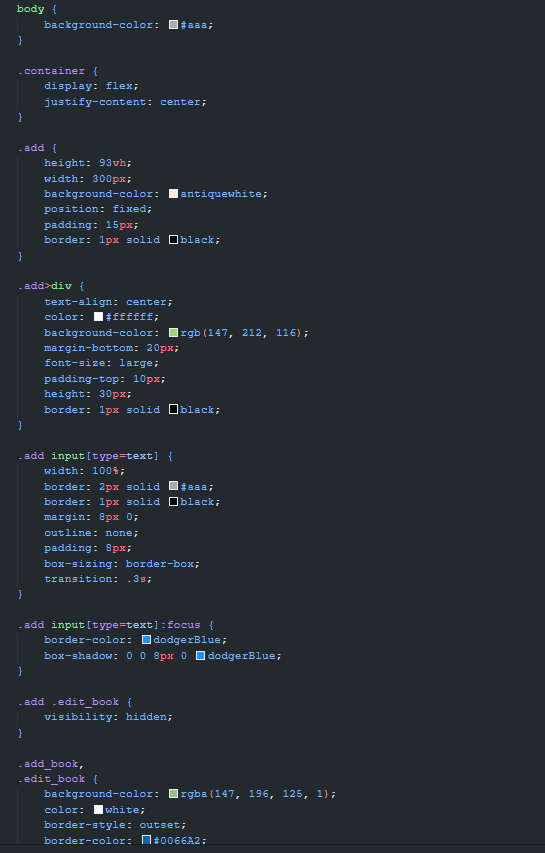 body {
background-color: #aaa;
}
.container {
display: flex;
justify-content: center;
}
.add {
height: 93vh;
width: 300px;
background-color: antiquewhite;
position: fixed;
padding: 15px;
border: 1px solid black;
}
.add>div {
text-align: center;
color: #ffffff;
background-color: rgb(147, 212, 116);
margin-bottom: 20px;
font-size: large;
padding-top: 10px;
height: 30px;
border: 1px solid black;
}
.add input[type=text] {
width: 100%;
border: 2px solid #aaa;
border: 1px solid black;
margin: 8px 0;
outline: none;
padding: 8px;
box-sizing: border-box;
transition: .3s;
}
.add input[type=text]:focus {
border-color: dodgerBlue;
box-shadow: 0 0 8px 0 dodgerBlue;
}
.add .edit_book {
visibility: hidden;
}
.add_book,
.edit_book {
background-color: rgba(147, 196, 125, 1);
color: white;
border-style: outset;
border-color: #0066A2;